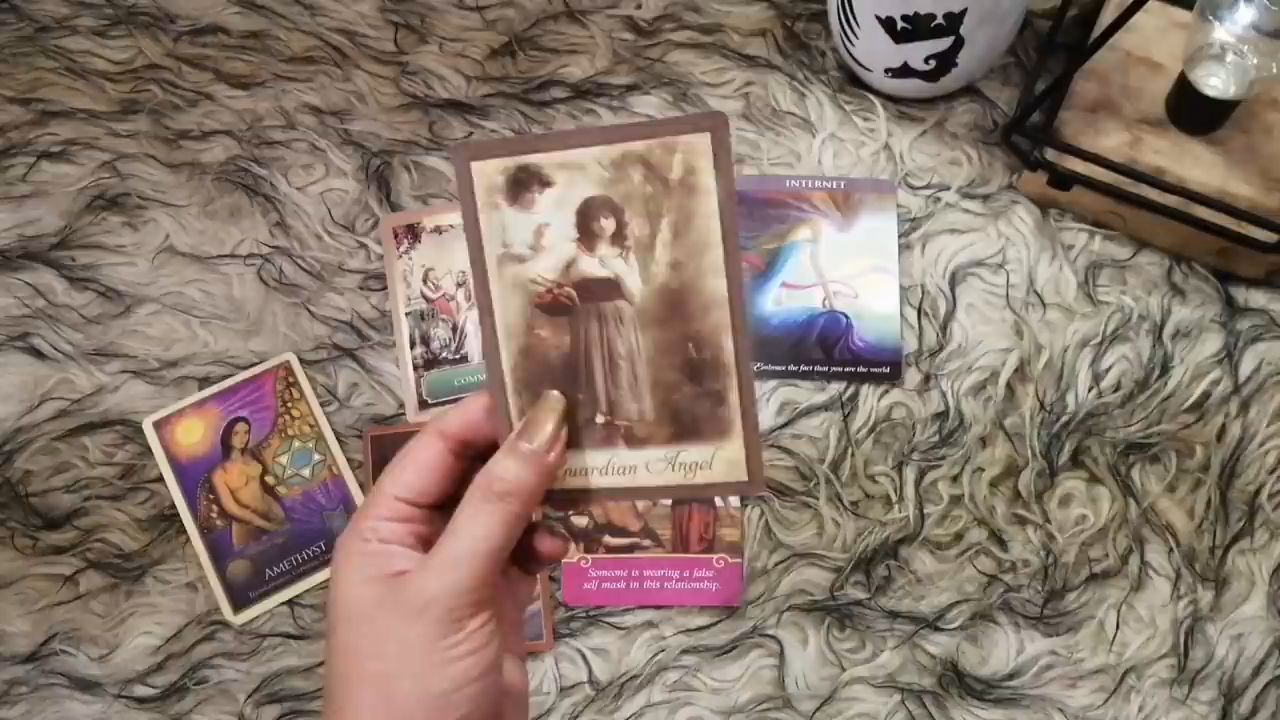 INTERNET
Embrace the fact that you are the world
Guardian Angel
AMETHYST
Someone is wearing a false-
self mask in this relationship.